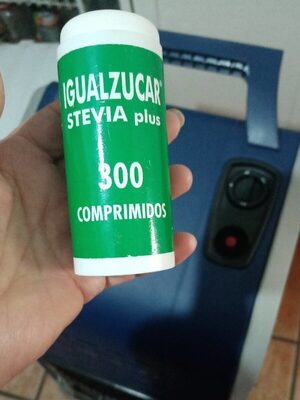 IGUALZUCAR®
STEVIA plus
300
COMPRIMIDOS